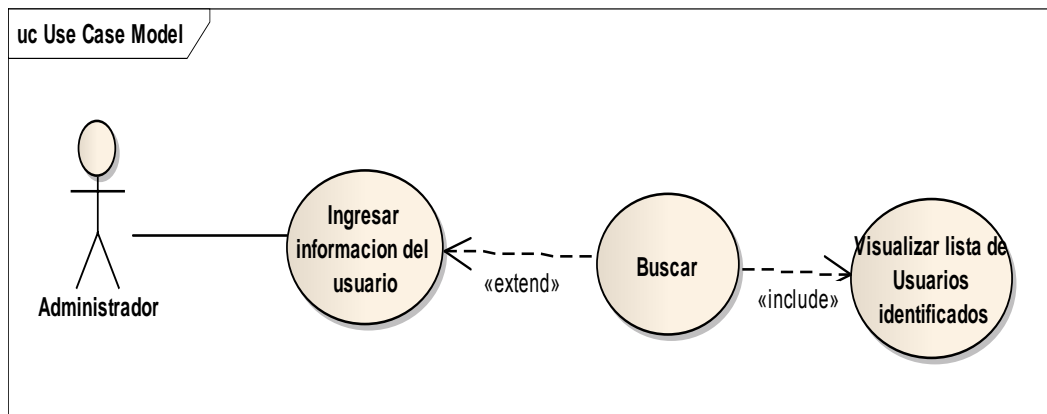 uc Use Case Model
Administrador
Ingresar
informacion del
usuario
«extend»
Buscar
«include»
Visualizar lista de
Usuarios
identificados